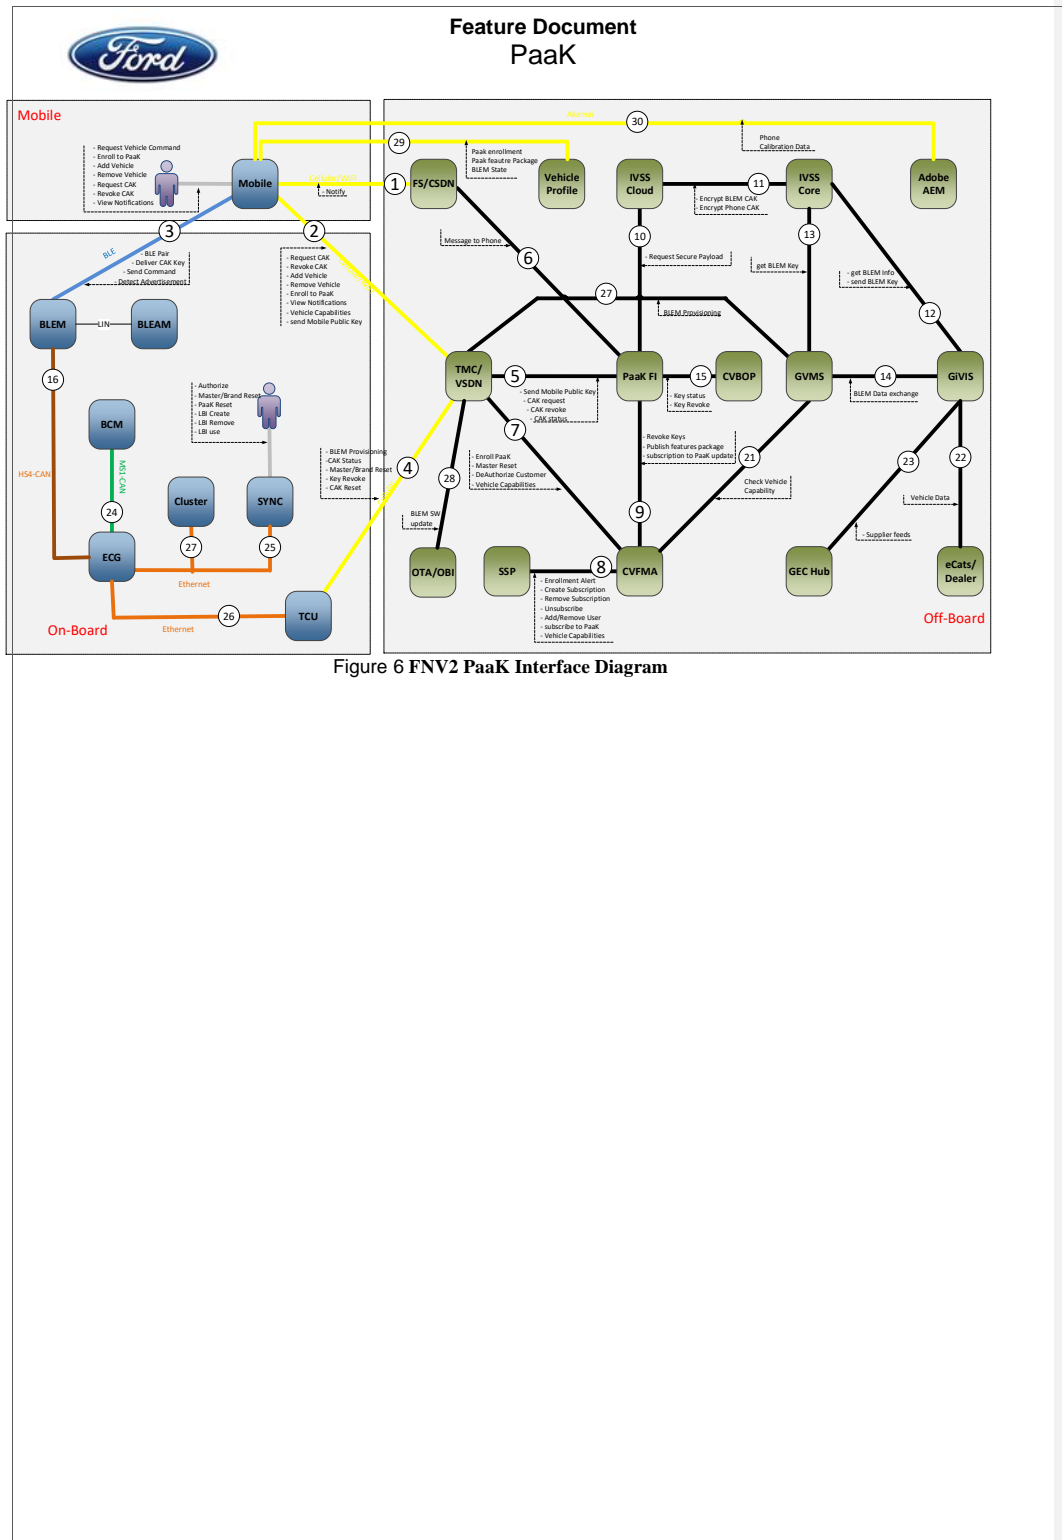 Ford
Feature Document
PaaK
Mobile
- Request Vehicle Command
- Enroll to PaaK
- Add Vehicle
- Remove Vehicle
- Request CAK
- Revoke CAK
- View Notifications
Mobile
30
Phone
Calibration Data
29
Paak enrollment
Paak feautre Package
BLEM State
1
- Notify
FS/CSDN
Vehicle
Profile
IVSS
Cloud
11
- Encrypt BLEM CAK
- Encrypt Phone CAK
IVSS
Core
Adobe
AEM
3
BLE
- BLE Pair
- Deliver CAK Key
- Send Command
- Detect Advertisement
2
- Request CAK
- Revoke CAK
- Add Vehicle
- Remove Vehicle
- Enroll to PaaK
- View Notifications
- Vehicle Capabilities
- send Mobile Public Key
Message to Phone
6
10
- Request Secure Payload
13
get BLEM Key
- get BLEM Info
- send BLEM Key
12
27
BLEM Provisioning
BLEM
LIN
BLEAM
16
TMC/
VSDN
5
- Send Mobile Public Key
- CAK request
- CAK revoke
- CAK status
PaaK FI
15
- Key status
- Key Revoke
CVBOP
GVMS
14
BLEM Data exchange
GiVIS
- Authorize
- Master/Brand Reset
- PaaK Reset
- LBI Create
- LBI Remove
- LBI use
BCM
HS4-CAN
MS1-CAN
24
- BLEM Provisioning
-CAK Status
- Master/Brand Reset
- Key Revoke
- CAK Reset
4
7
- Enroll PaaK
- Master Reset
- DeAuthorize Customer
- Vehicle Capabilities
- Revoke Keys
- Publish features package
- subscription to PaaK update
21
Check Vehicle
Capability
23
22
Vehicle Data
- Supplier feeds
28
BLEM SW
update
9
Cluster
SYNC
27
25
ECG
Ethernet
OTA/OBI
SSP
8
- Enrollment Alert
- Create Subscription
- Remove Subscription
- Unsubscribe
- Add/Remove User
- subscribe to PaaK
- Vehicle Capabilities
CVFMA
GEC Hub
eCats/
Dealer
On-Board
Ethernet
26
TCU
Off-Board
Figure 6 FNV2 PaaK Interface Diagram